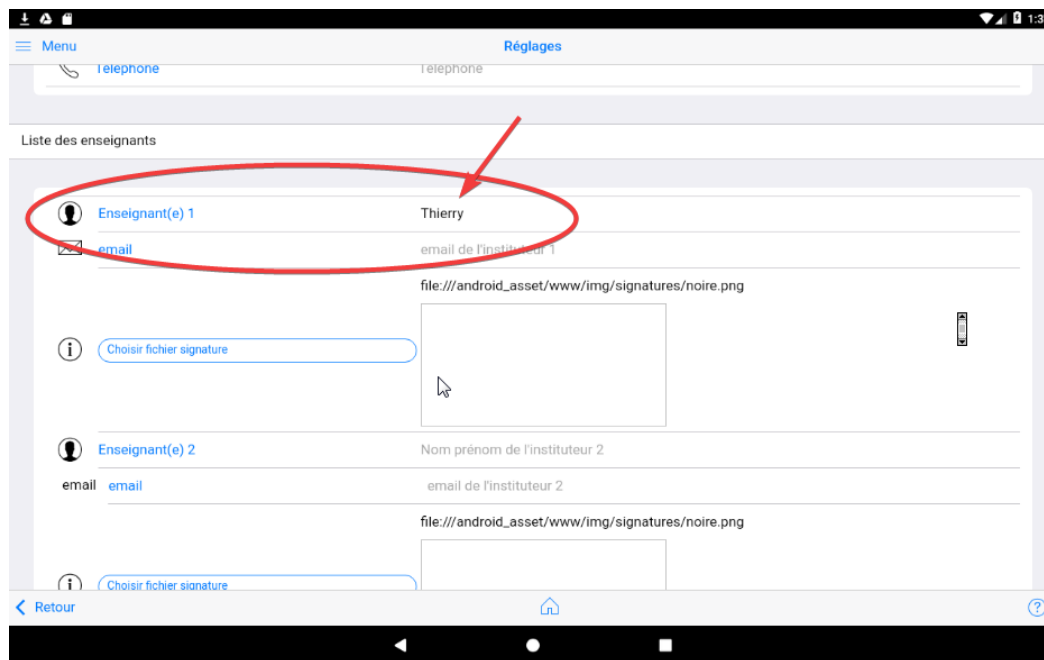 1:3
Menu
Réglages
Téléphone Téléphone
Liste des enseignants
Enseignant(e) 1 Thierry
email email de l'instituteur 1
file:///android_asset/www/img/signatures/noire.png
Choisir fichier signature
Enseignant(e) 2 Nom prénom de l'instituteur 2
email email email de l'instituteur 2
file:///android_asset/www/img/signatures/noire.png
Choisir fichier signature
Retour